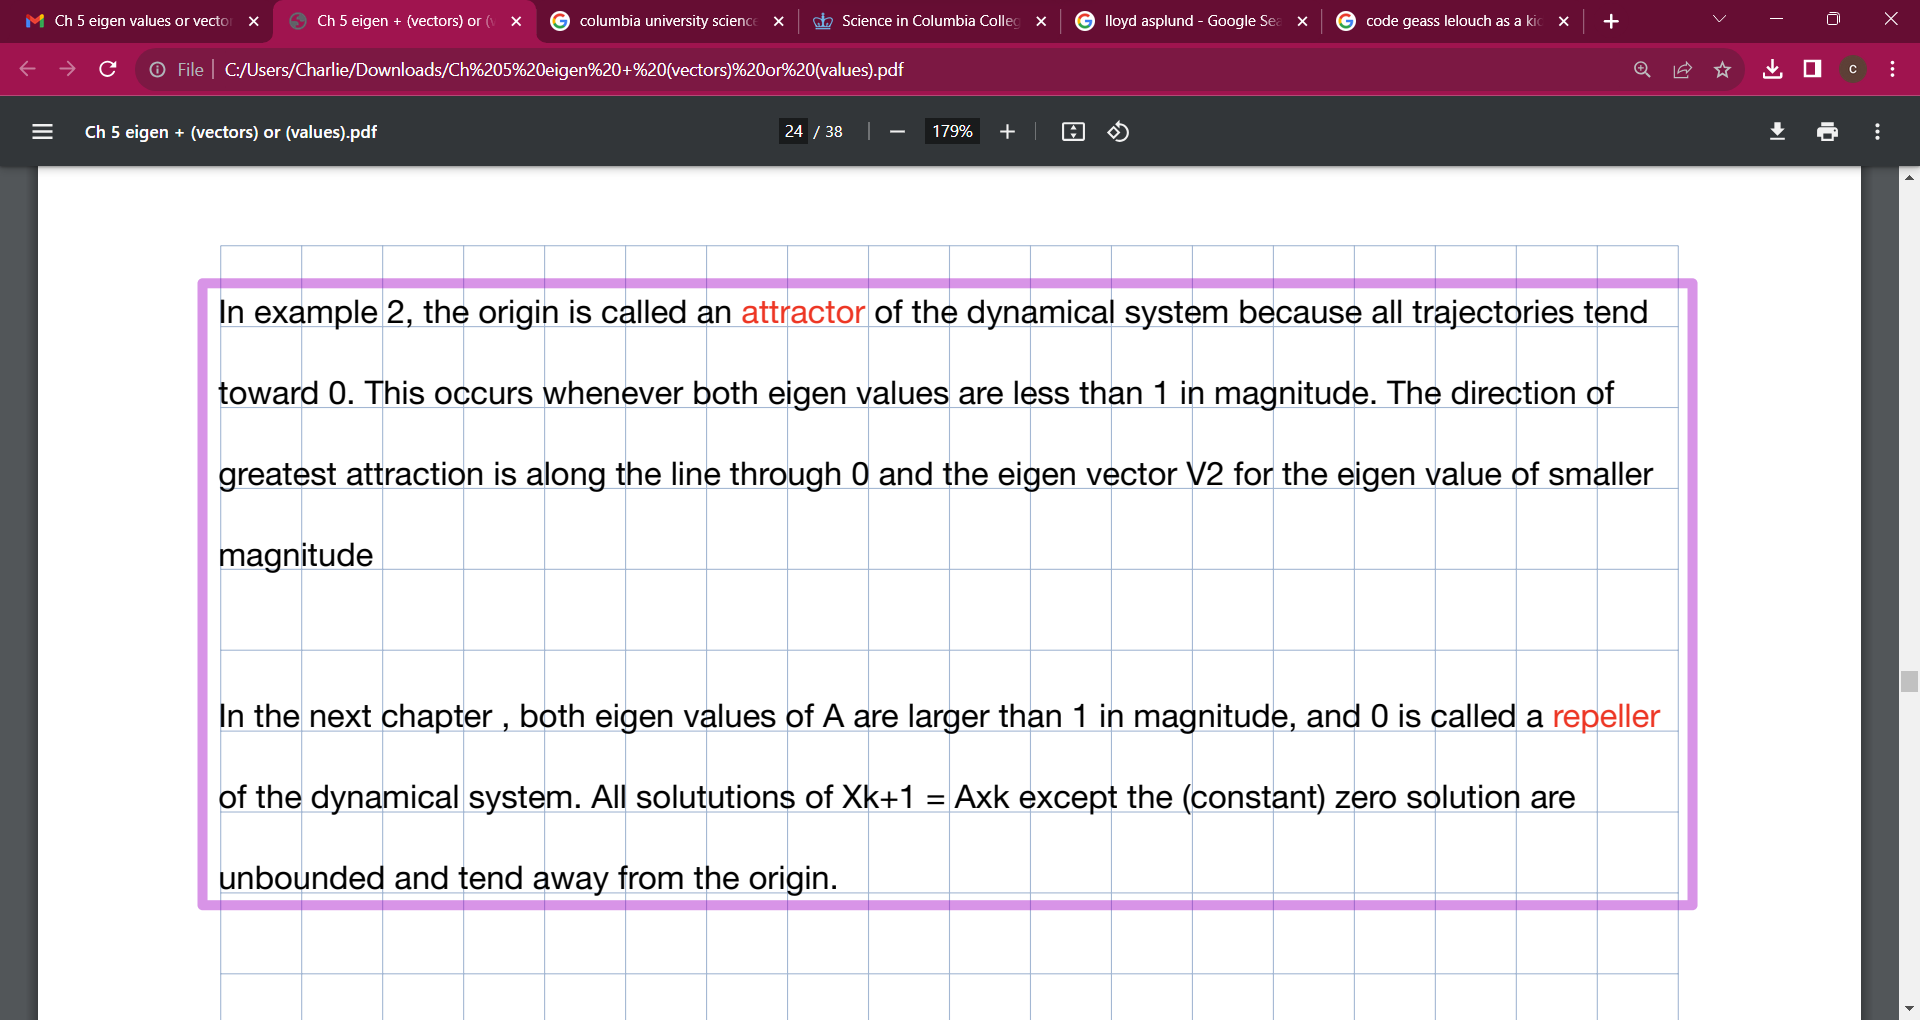 Ch 5 eigen values or vector
Ch 5 eigen + (vectors) or (v
columbia university science
Science in Columbia Colleg
lloyd asplund - Google Sea
code geass lelouch as a kid
File
C:/Users/Charlie/Downloads/Ch%205%20eigen%20+%20(vectors)%20or%20(values).pdf
c
Ch 5 eigen + (vectors) or (values).pdf
24 / 38
179%
In example 2, the origin is called an attractor of the dynamical system because all trajectories tend
toward 0. This occurs whenever both eigen values are less than 1 in magnitude. The direction of
greatest attraction is along the line through 0 and the eigen vector V2 for the eigen value of smaller
magnitude
In the next chapter , both eigen values of A are larger than 1 in magnitude, and 0 is called a repeller
of the dynamical system. All solututions of Xk+1 = Axk except the (constant) zero solution are
unbounded and tend away from the origin.